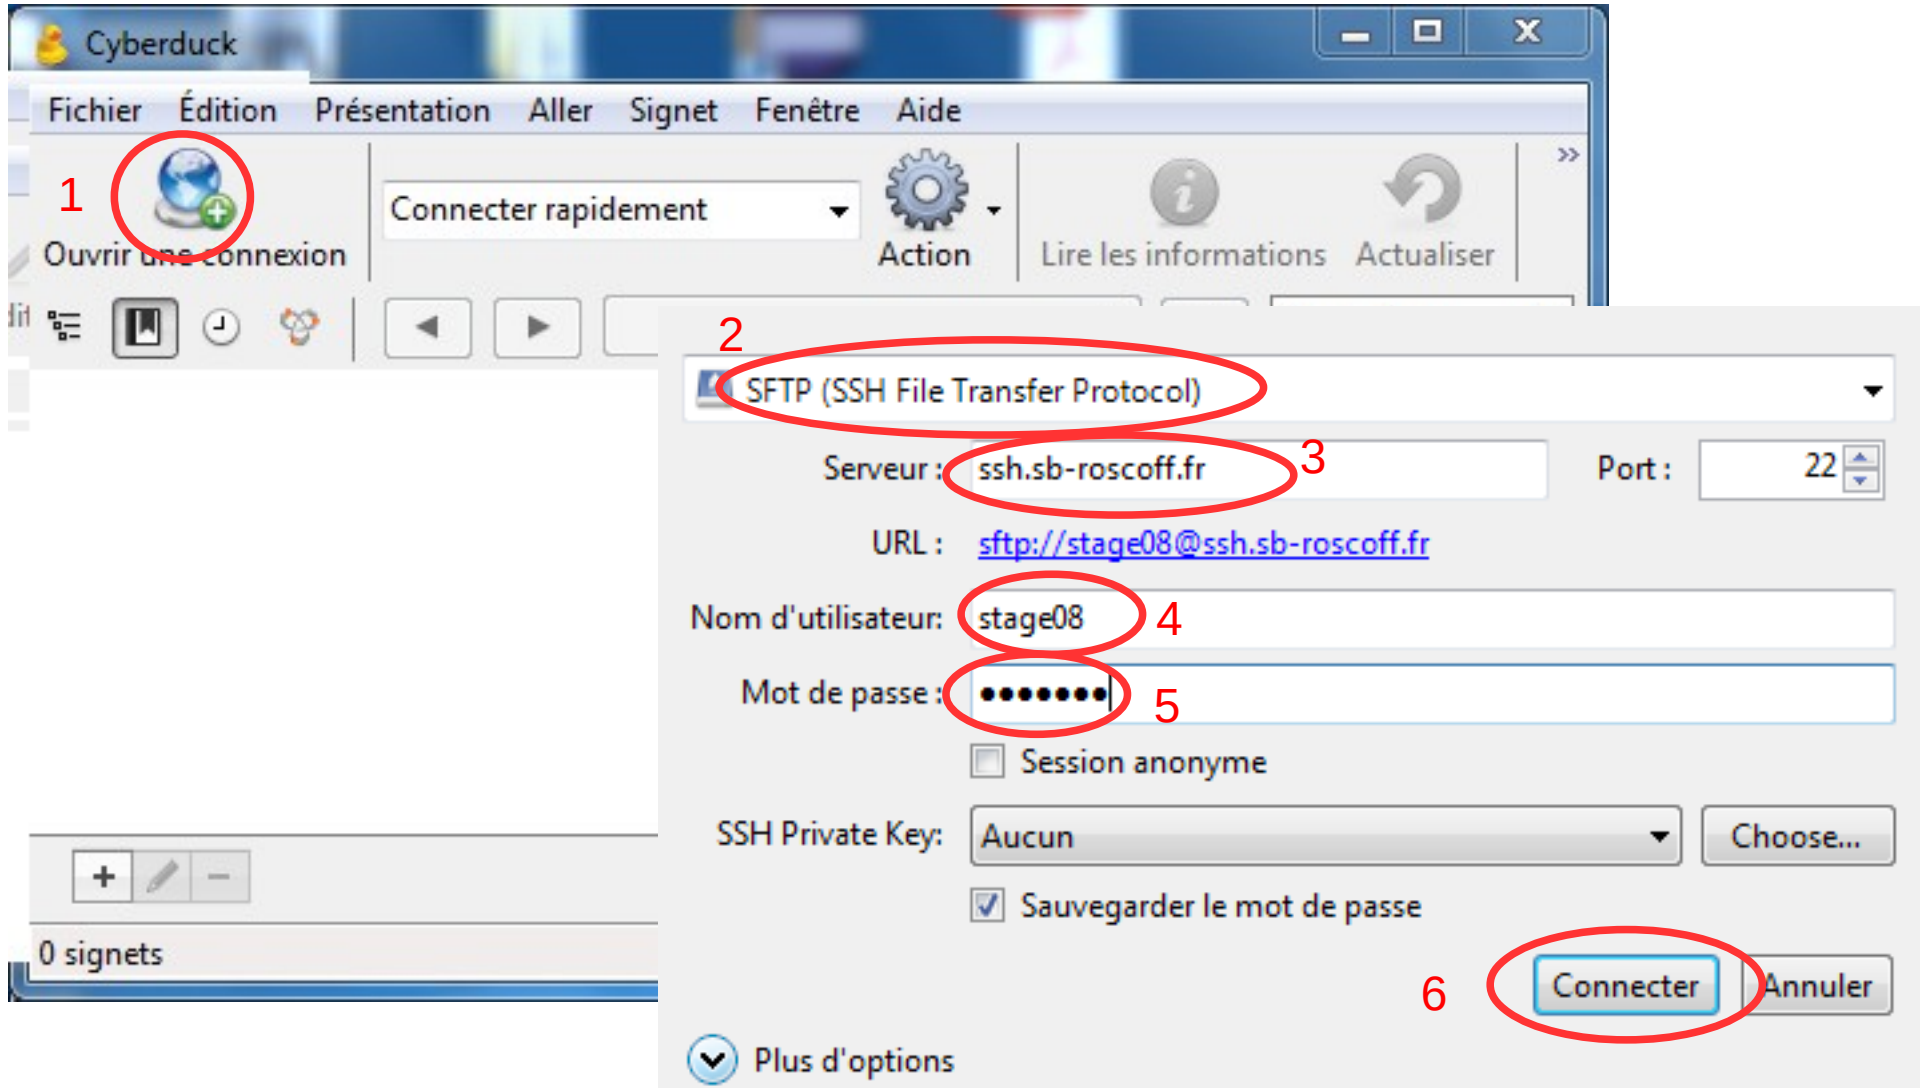 Cyberduck
Fichier Édition Présentation Aller Signet Fenêtre Aide
1
Connecter rapidement
Ouvrir une connexion
Action
Lire les informations
Actualiser
dit
2
SFTP (SSH File Transfer Protocol)
Serveur : ssh.sb-roscoff.fr
3
Port : 22
URL : sftp://stage08@ssh.sb-roscoff.fr
Nom d'utilisateur: stage08
4
Mot de passe : •••••••
5
Session anonyme
SSH Private Key: Aucun
Choose...
Sauvegarder le mot de passe
0 signets
6
Connecter
Annuler
Plus d'options